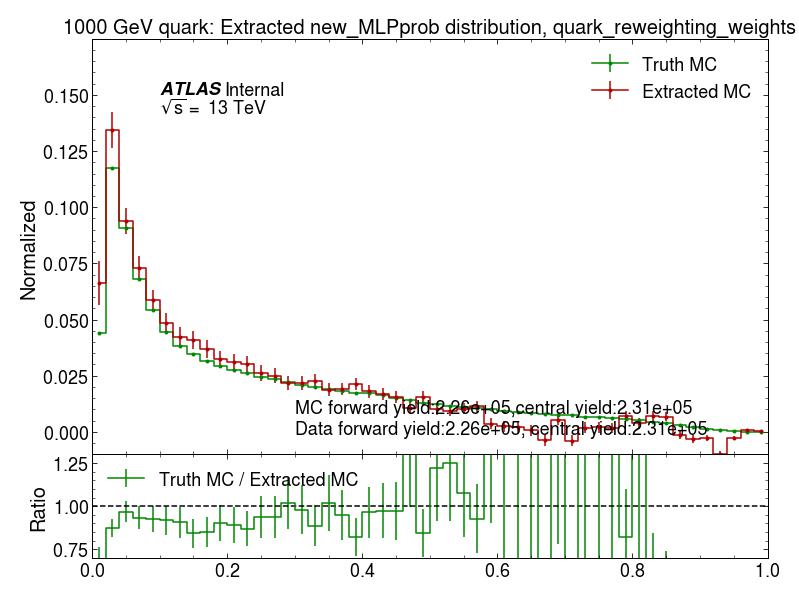 1000 GeV quark: Extracted new_MLPprob distribution, quark_reweighting_weights
ATLAS Internal
√s = 13 TeV
Truth MC
Extracted MC
Normalized
0.150
0.125
0.100
0.075
0.050
0.025
0.000
MC forward yield:2.26e+05,central yield:2.31e+05
Data forward yield:2.26e+05, central yield:2.31e+05
Ratio
1.25
1.00
0.75
Truth MC / Extracted MC
0.0 0.2 0.4 0.6 0.8 1.0